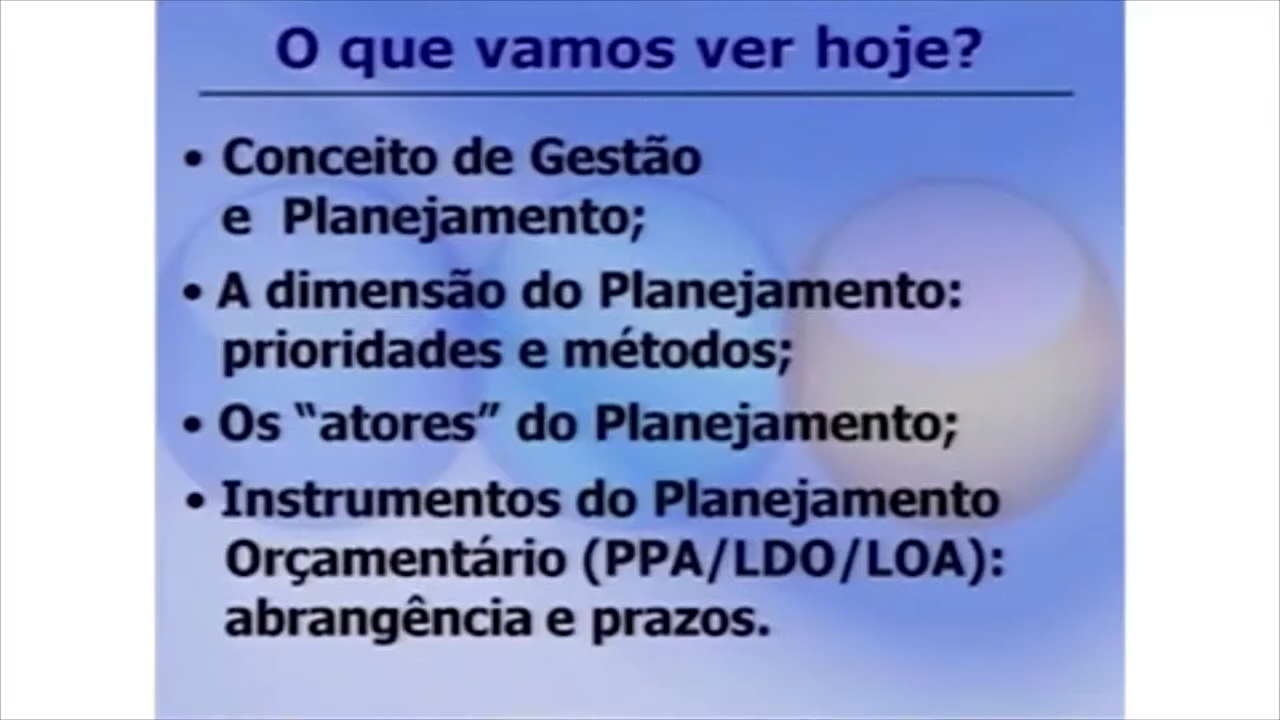 O que vamos ver hoje?
• Conceito de Gestão
e Planejamento;
• A dimensão do Planejamento:
prioridades e métodos;
• Os “atores” do Planejamento;
• Instrumentos do Planejamento
Orçamentário (PPA/LDO/LOA):
abrangência e prazos.